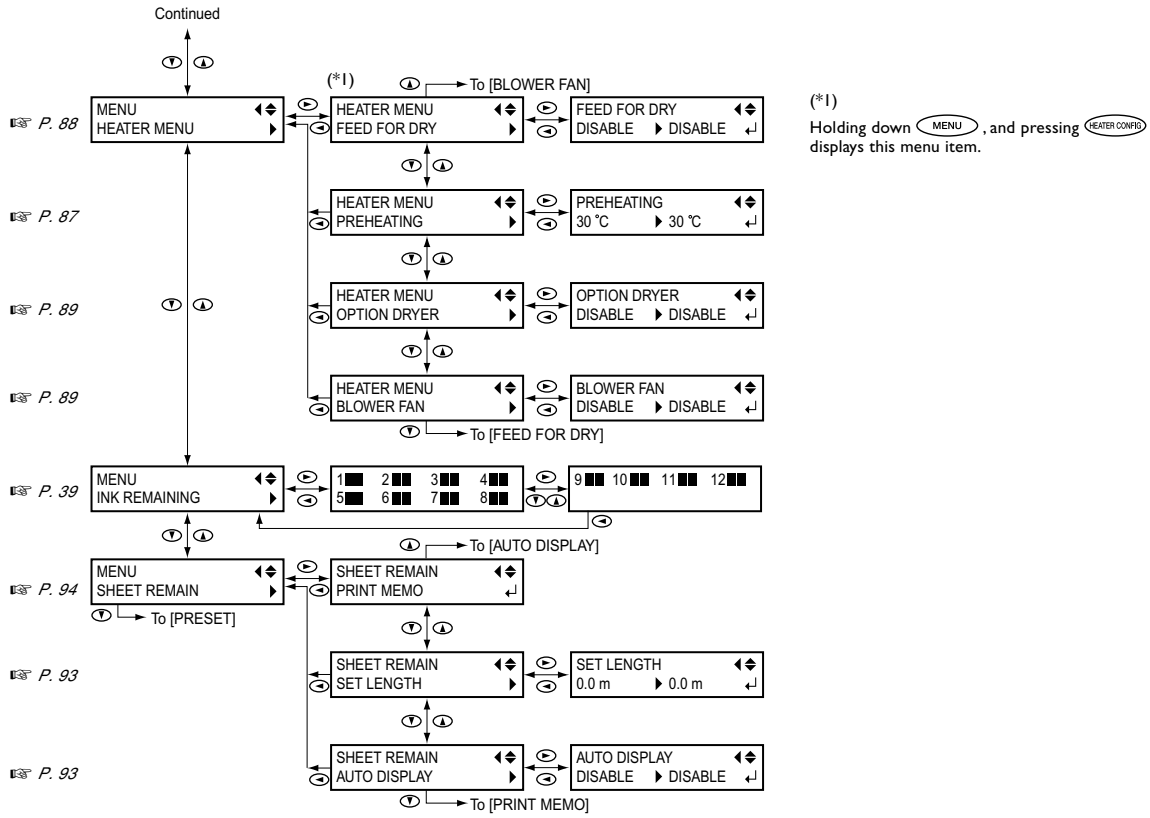 Continued
(*1)
To [BLOWER FAN]
P. 88
MENU
HEATER MENU
HEATER MENU
FEED FOR DRY
FEED FOR DRY
DISABLE DISABLE
(*1)
Holding down MENU , and pressing HEATER CONFIG
displays this menu item.
P. 87
HEATER MENU
PREHEATING
PREHEATING
30 °C 30 °C
P. 89
HEATER MENU
OPTION DRYER
OPTION DRYER
DISABLE DISABLE
P. 89
HEATER MENU
BLOWER FAN
BLOWER FAN
DISABLE DISABLE
To [FEED FOR DRY]
P. 39
MENU
INK REMAINING
1 2 3 4
5 6 7 8
9 10 11 12
To [AUTO DISPLAY]
P. 94
MENU
SHEET REMAIN
SHEET REMAIN
PRINT MEMO
To [PRESET]
P. 93
SHEET REMAIN
SET LENGTH
SET LENGTH
0.0 m 0.0 m
P. 93
SHEET REMAIN
AUTO DISPLAY
AUTO DISPLAY
DISABLE DISABLE
To [PRINT MEMO]